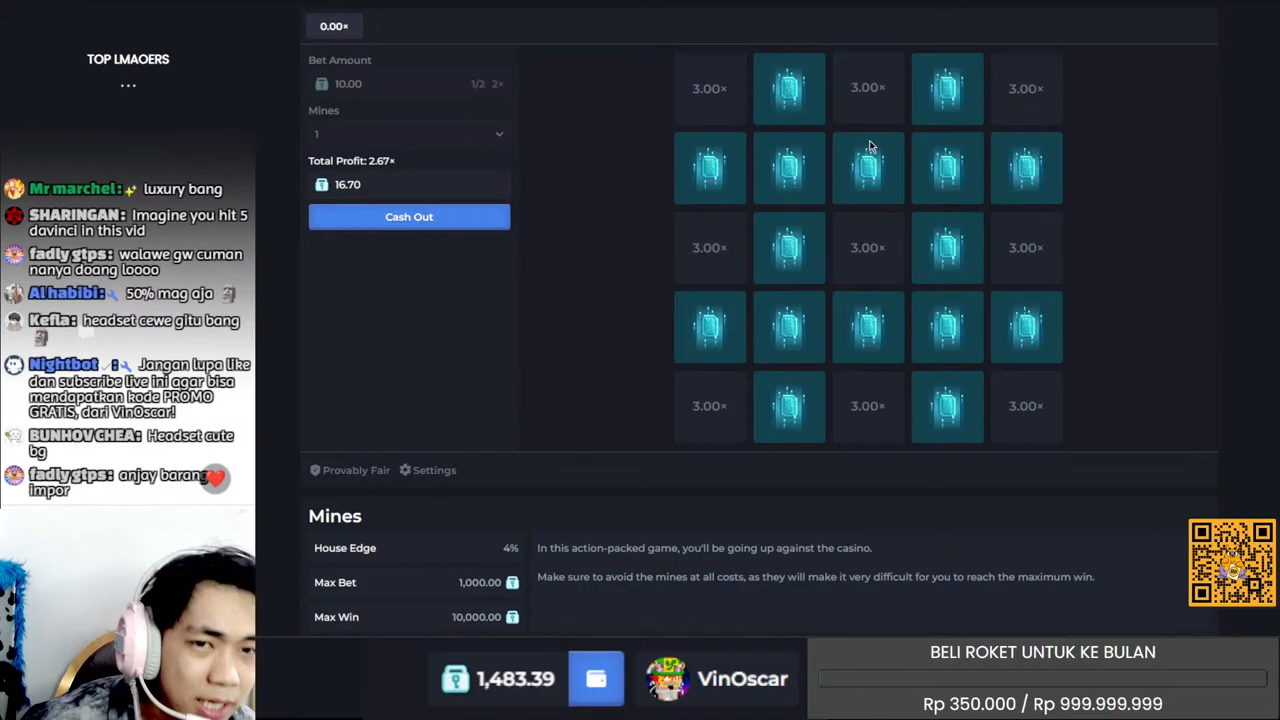 TOP LMAOERS
...
Mr marchel: luxury bang
SHARINGAN: Imagine you hit 5
davinci in this vid
fadly gtps: walawe gw cuman
nanya doang loooo
Al habibi: 50% mag aja
Kefla: headset cewe gitu bang
Nightbot : Jangan lupa like
dan subscribe live ini agar bisa
mendapatkan kode PROMO
GRATIS, dari VinOscar!
BUNHOV CHEA: Headset cute
bg
fadly gtps: anjay barang
impor
0.00×
Bet Amount
10.00
1/2 2×
Mines
1
Total Profit: 2.67×
16.70
Cash Out
3.00×
3.00×
3.00×
3.00×
3.00×
3.00×
3.00×
3.00×
3.00×
Provably Fair
Settings
Mines
House Edge 4%
Max Bet 1,000.00
Max Win 10,000.00
In this action-packed game, you'll be going up against the casino.
Make sure to avoid the mines at all costs, as they will make it very difficult for you to reach the maximum win.
1,483.39
VinOscar
BELI ROKET UNTUK KE BULAN
Rp 350.000 / Rp 999.999.999